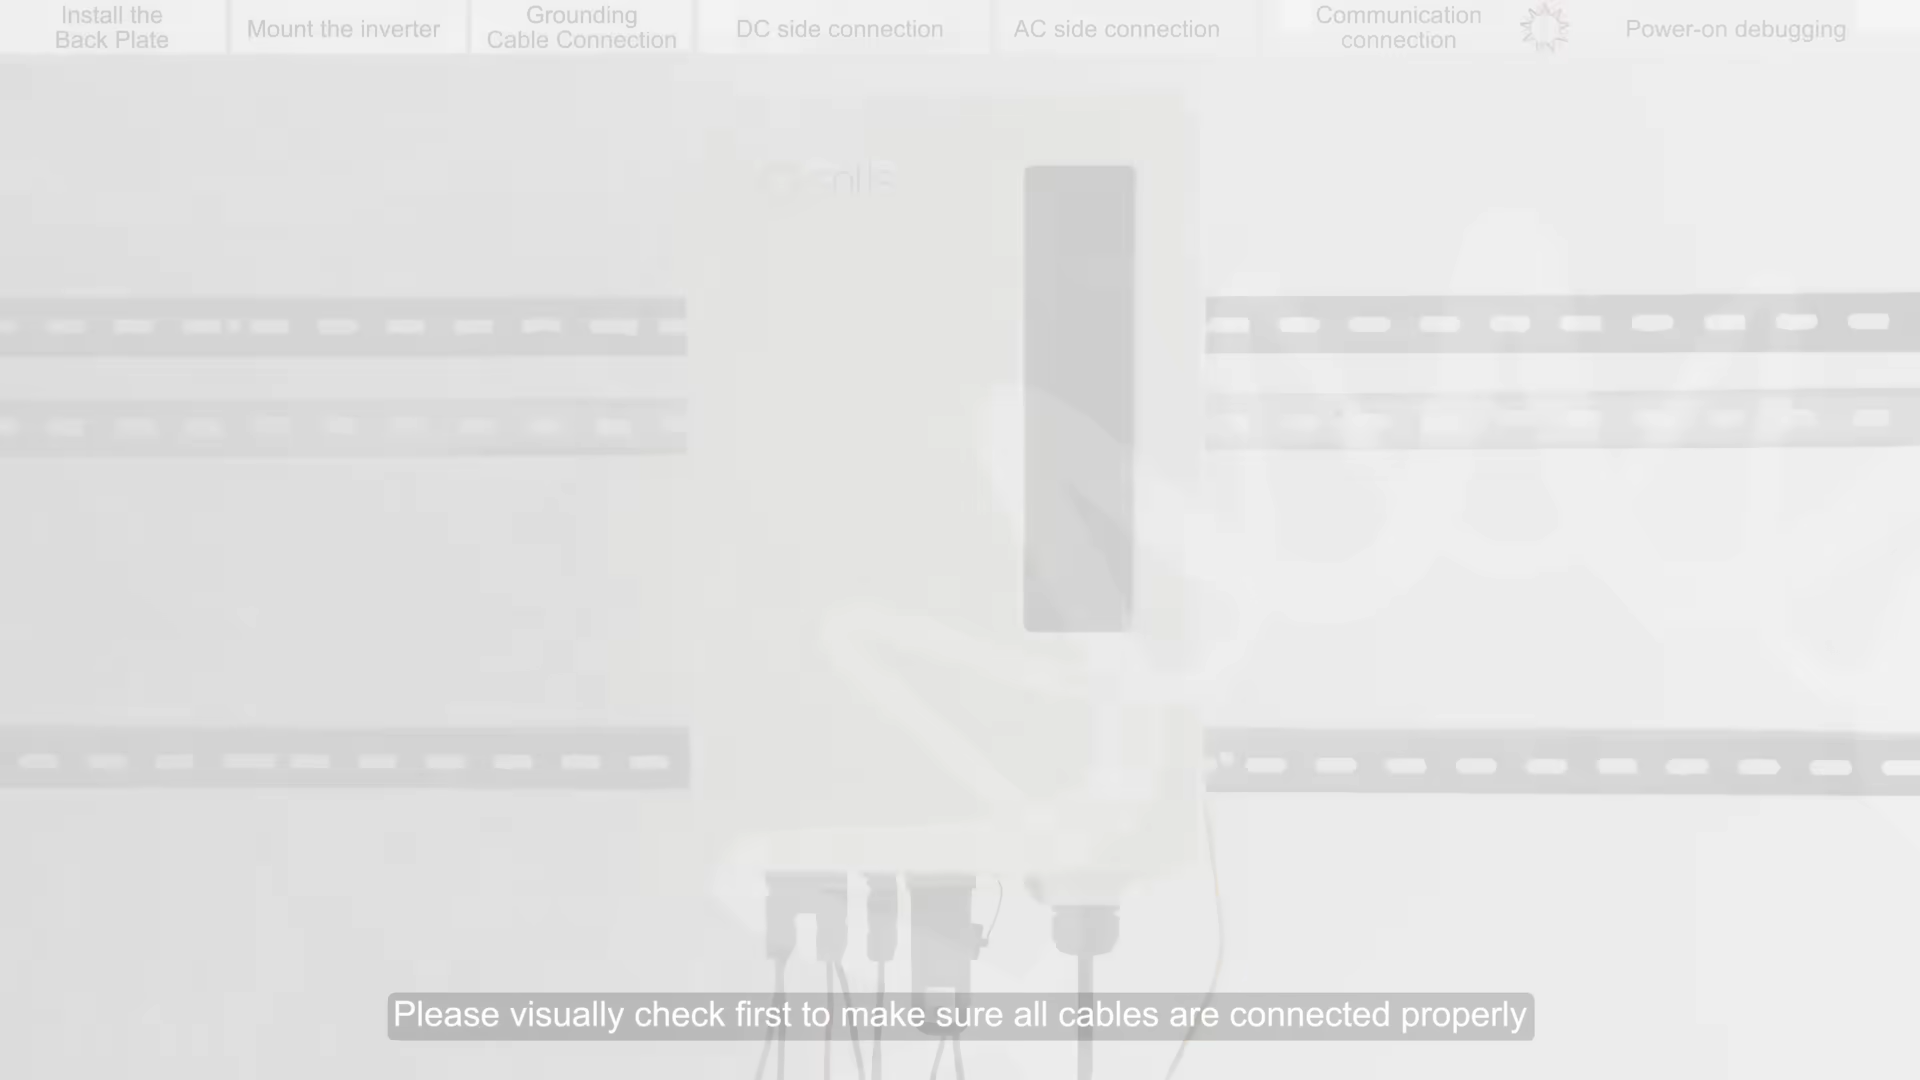 Install the
Back Plate
Mount the inverter
Grounding
Cable Connection
DC side connection
AC side connection
Communication
connection
Power-on debugging
Please visually check first to make sure all cables are connected properly